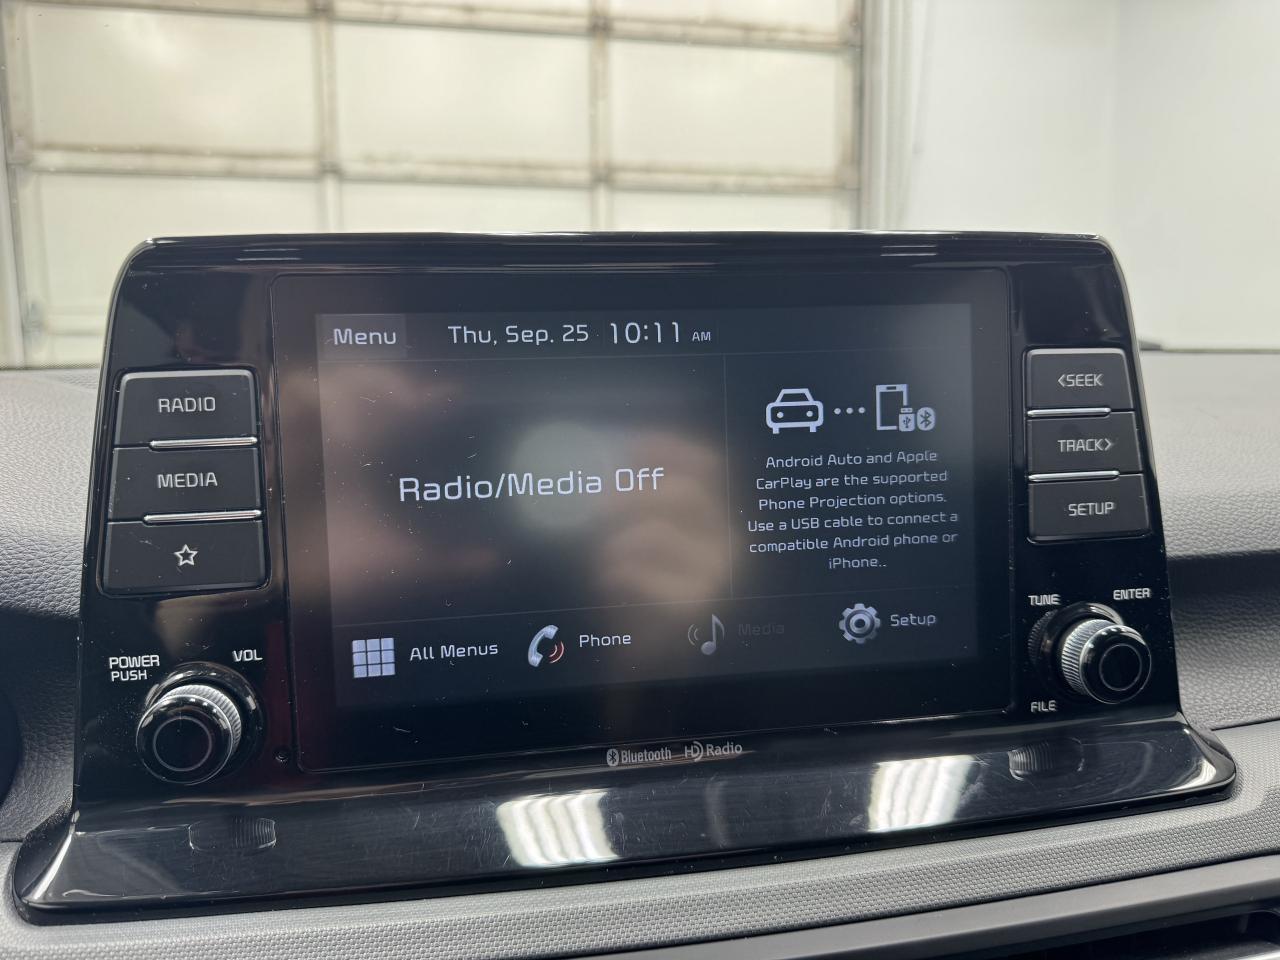 Menu
Thu, Sep. 25 10:11 AM
Radio/Media Off
Android Auto and Apple
CarPlay are the supported
Phone Projection options.
Use a USB cable to connect a
compatible Android phone or
iPhone..
All Menus
Phone
Media
Setup
RADIO
MEDIA
POWER
PUSH
VOL
<SEEK
TRACK>
SETUP
TUNE
ENTER
FILE
Bluetooth
HD Radio